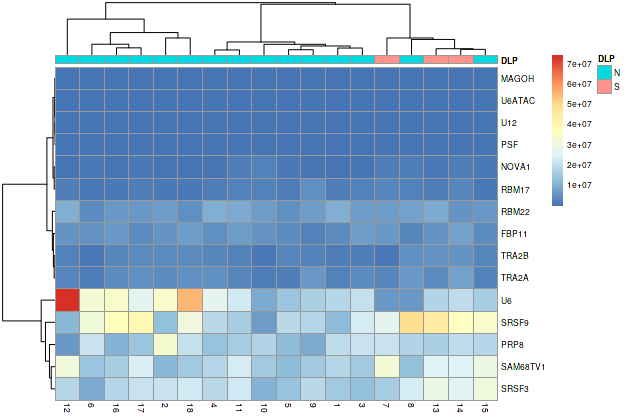 DLP
MAGOH
U6ATAC
U12
PSF
NOVA1
RBM17
RBM22
FBP11
TRA2B
TRA2A
U6
SRSF9
PRP8
SAM68TV1
SRSF3
12 6 16 17 2 18 4 11 10 5 9 1 3 7 8 13 14 15
7e+07
6e+07
5e+07
4e+07
3e+07
2e+07
1e+07
DLP
N
S